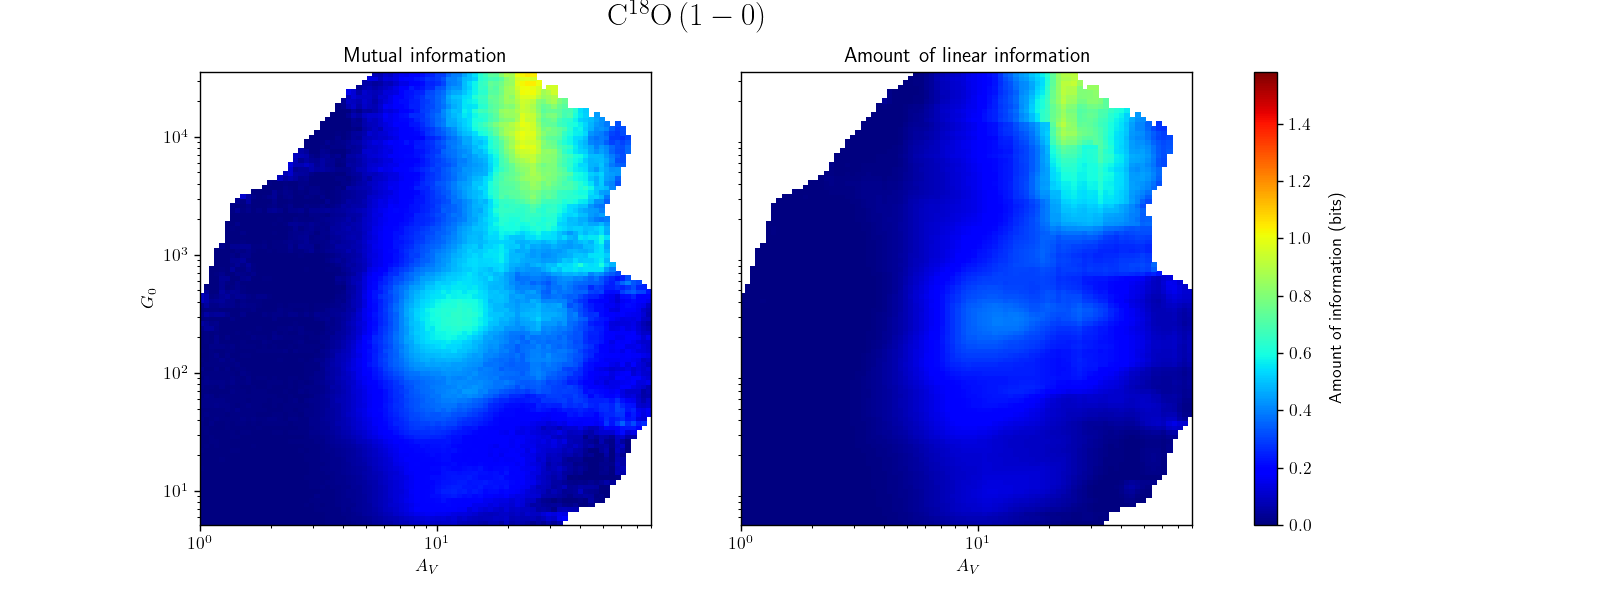 C¹⁸O (1 − 0)
Mutual information
Amount of linear information
G₀
10⁴
10³
10²
10¹
10⁰
10¹
A_V
10⁰
10¹
A_V
1.4
1.2
1.0
0.8
0.6
0.4
0.2
0.0
Amount of information (bits)